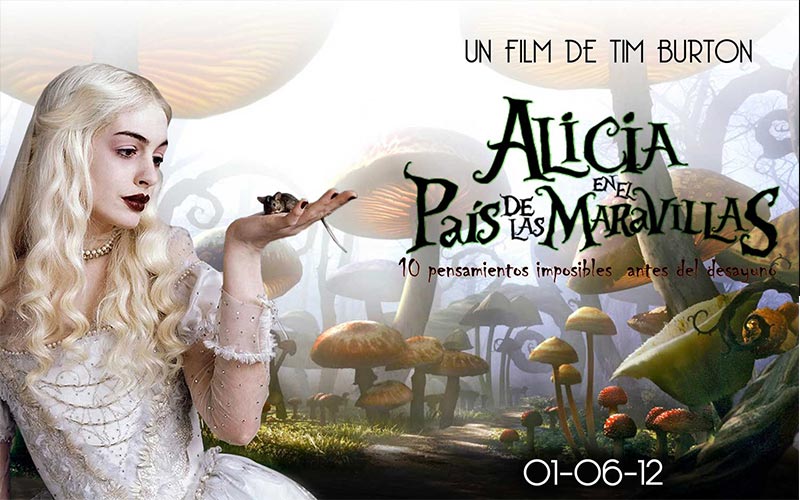 UN FILM DE TIM BURTON
ALICIA
EN EL
PAÍS DE LAS MARAVILLAS
10 pensamientos imposibles antes del desayuno
01-06-12